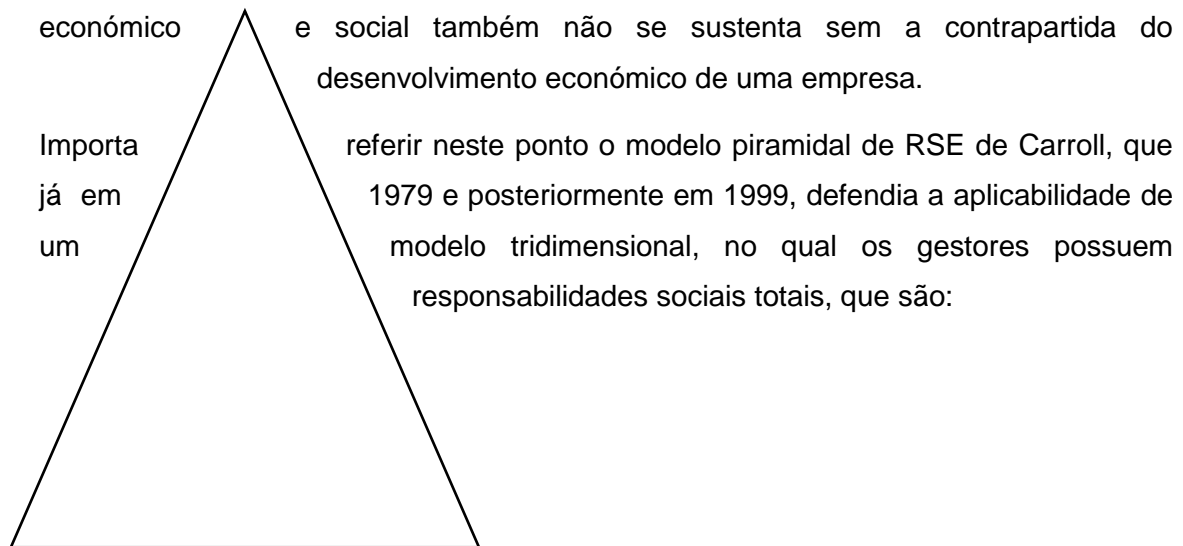 económico e social também não se sustenta sem a contrapartida do
desenvolvimento económico de uma empresa.
Importa referir neste ponto o modelo piramidal de RSE de Carroll, que
já em 1979 e posteriormente em 1999, defendia a aplicabilidade de
um modelo tridimensional, no qual os gestores possuem
responsabilidades sociais totais, que são: